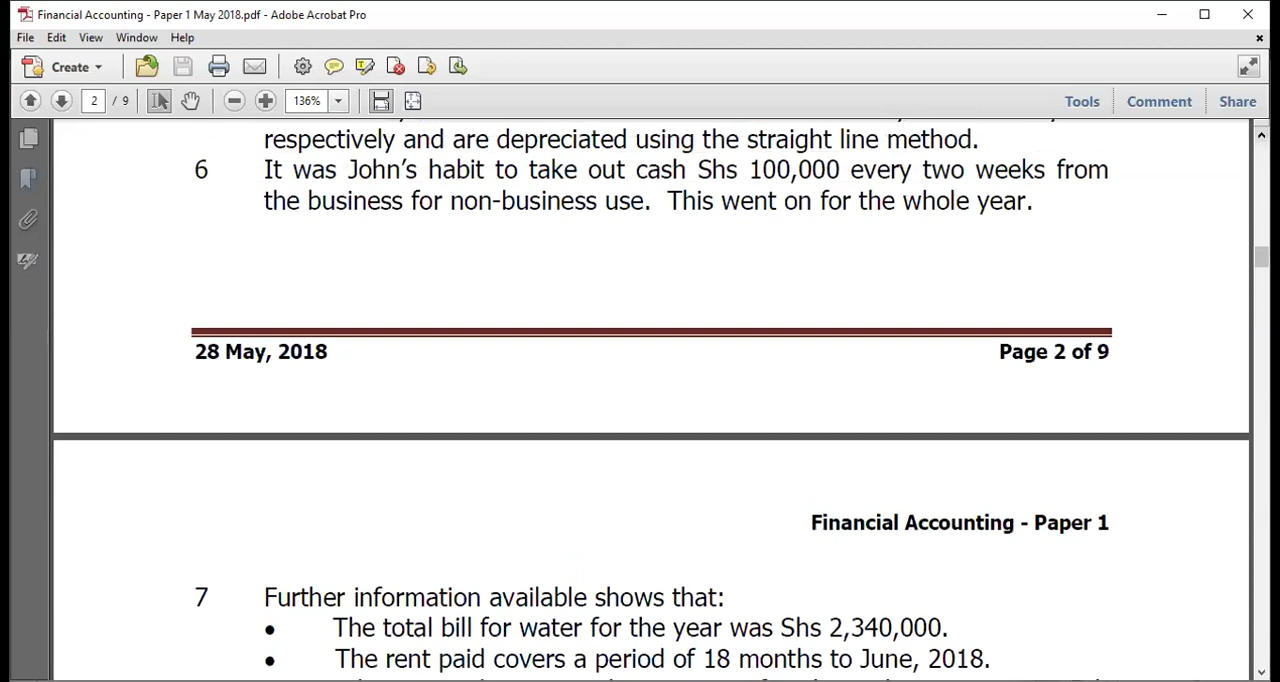 Financial Accounting - Paper 1 May 2018.pdf - Adobe Acrobat Pro
File Edit View Window Help
Create
2 / 9 136% Tools Comment Share
respectively and are depreciated using the straight line method.
6 It was John's habit to take out cash Shs 100,000 every two weeks from
the business for non-business use. This went on for the whole year.
28 May, 2018 Page 2 of 9
Financial Accounting - Paper 1
7 Further information available shows that:
• The total bill for water for the year was Shs 2,340,000.
• The rent paid covers a period of 18 months to June, 2018.